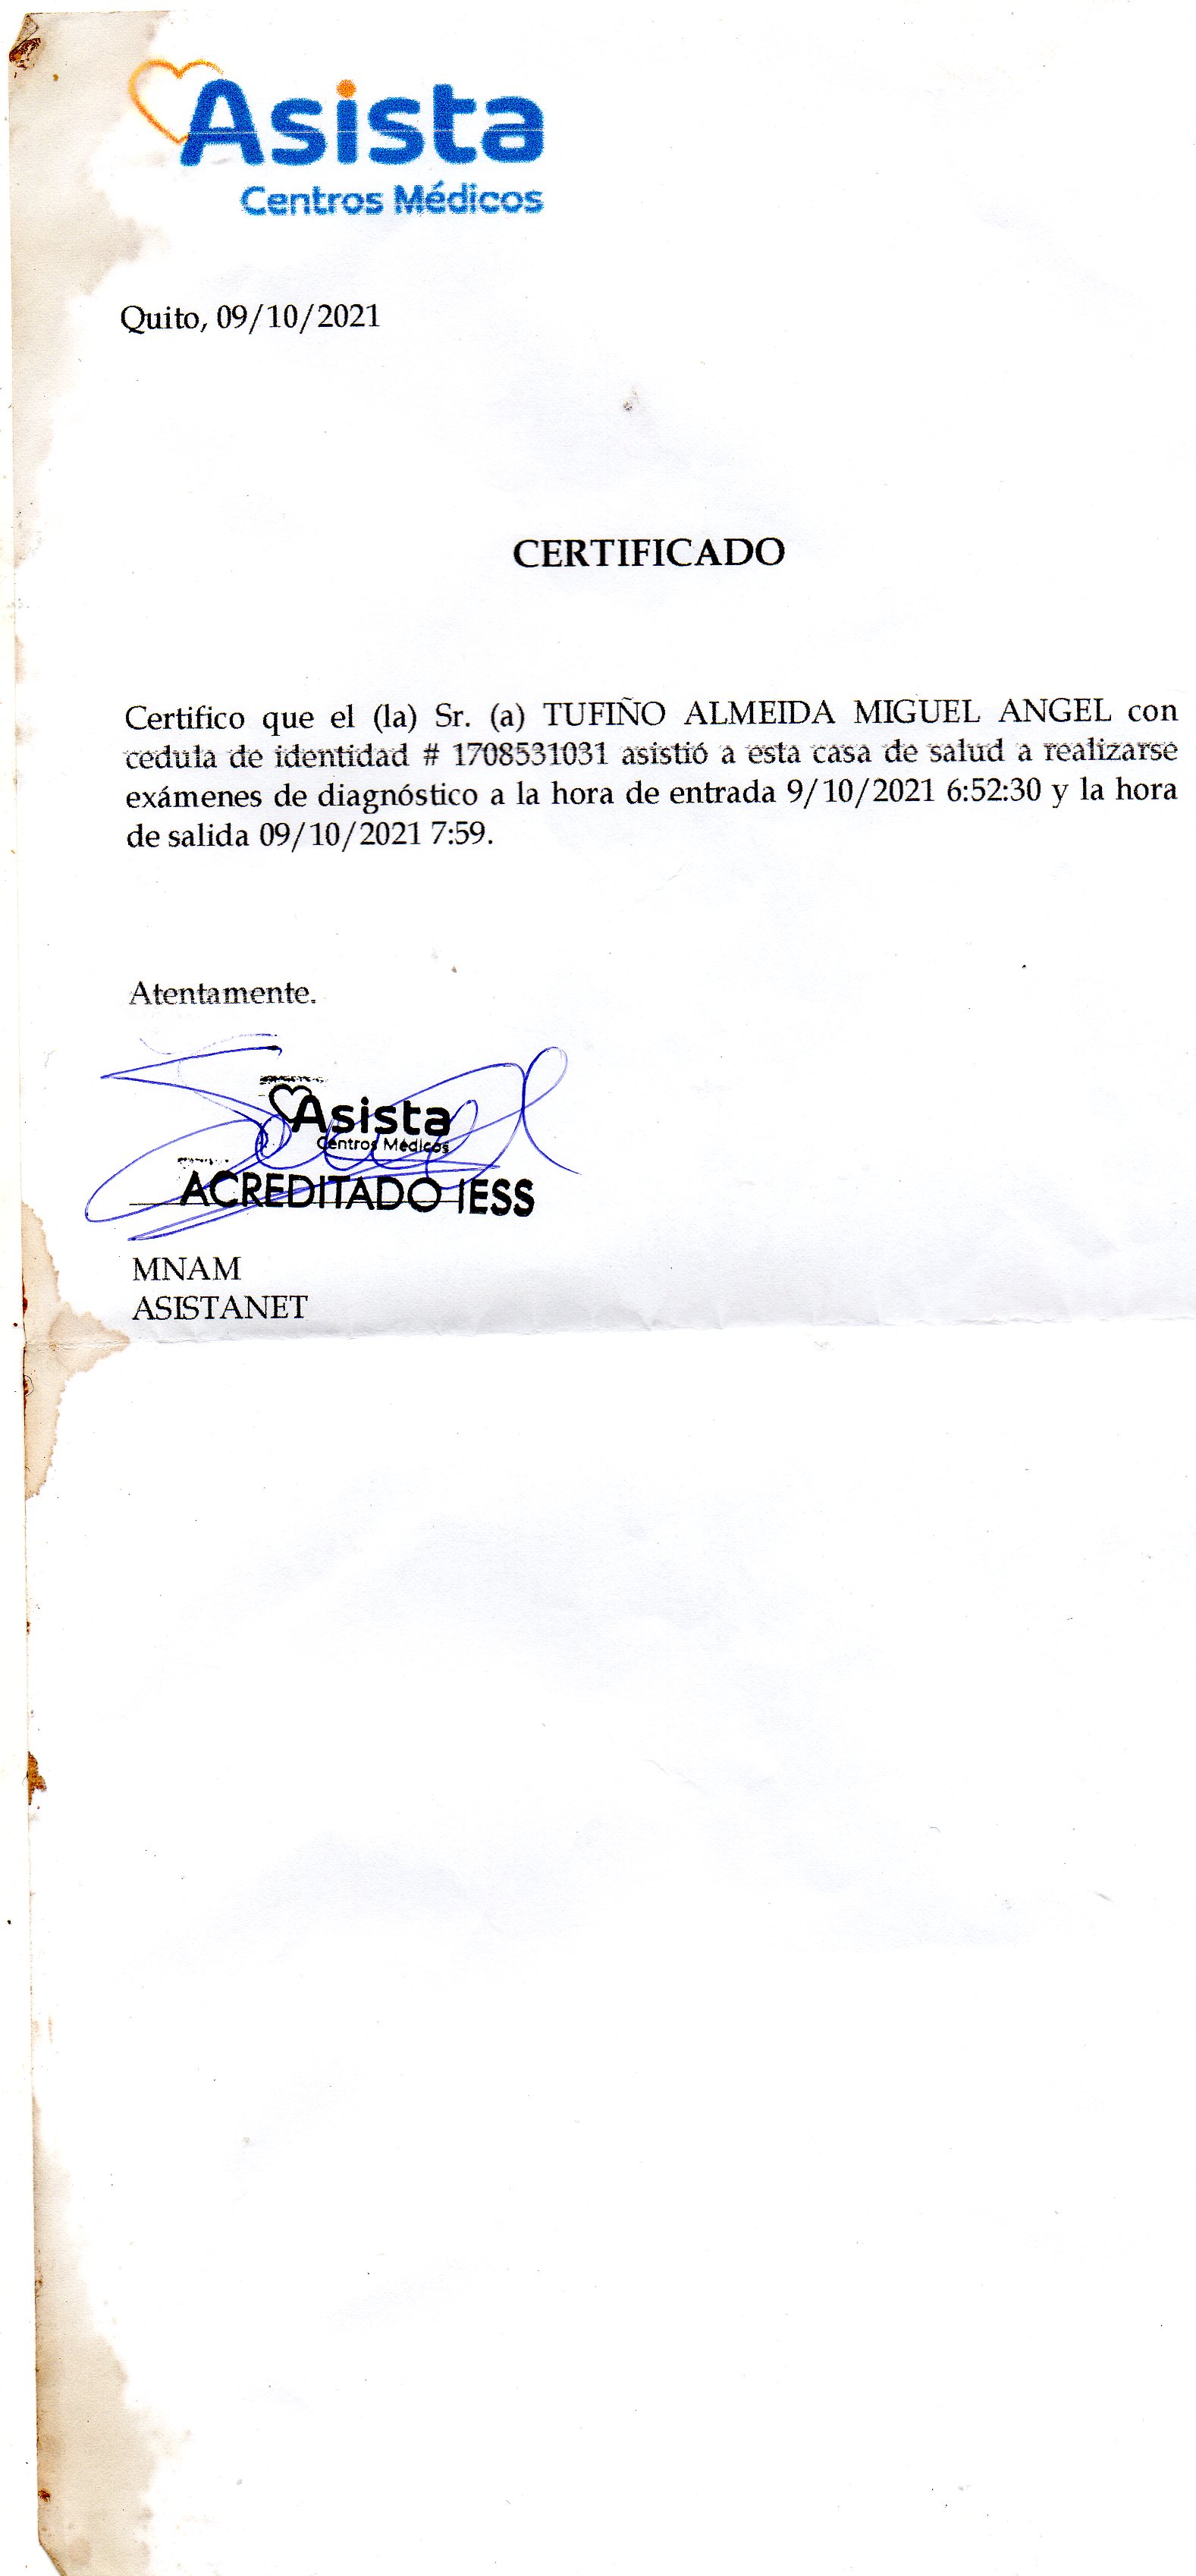 Asista
Centros Médicos
Quito, 09/10/2021
CERTIFICADO
Certifico que el (la) Sr. (a) TUFIÑO ALMEIDA MIGUEL ANGEL con
cedula de identidad # 1708531031 asistió a esta casa de salud a realizarse
exámenes de diagnóstico a la hora de entrada 9/10/2021 6:52:30 y la hora
de salida 09/10/2021 7:59.
Atentamente.
Asista
Centros Médicos
ACREDITADO IESS
MNAM
ASISTANET